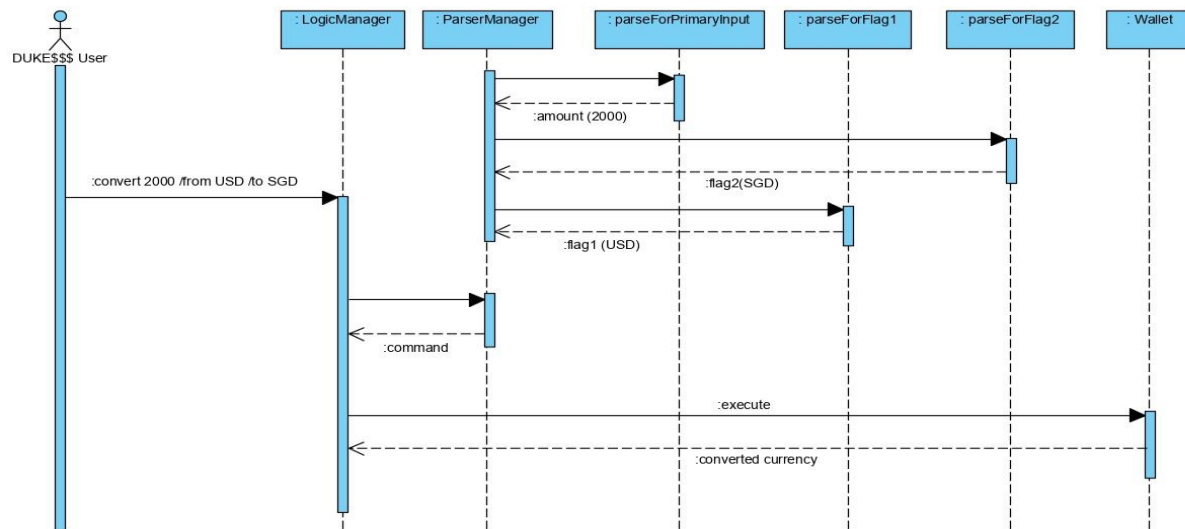 : LogicManager
: ParserManager
: parseForPrimaryInput
: parseForFlag1
: parseForFlag2
: Wallet
DUKE$$$ User
:amount (2000)
:convert 2000 /from USD /to SGD
:flag2(SGD)
:flag1 (USD)
:command
:execute
:converted currency